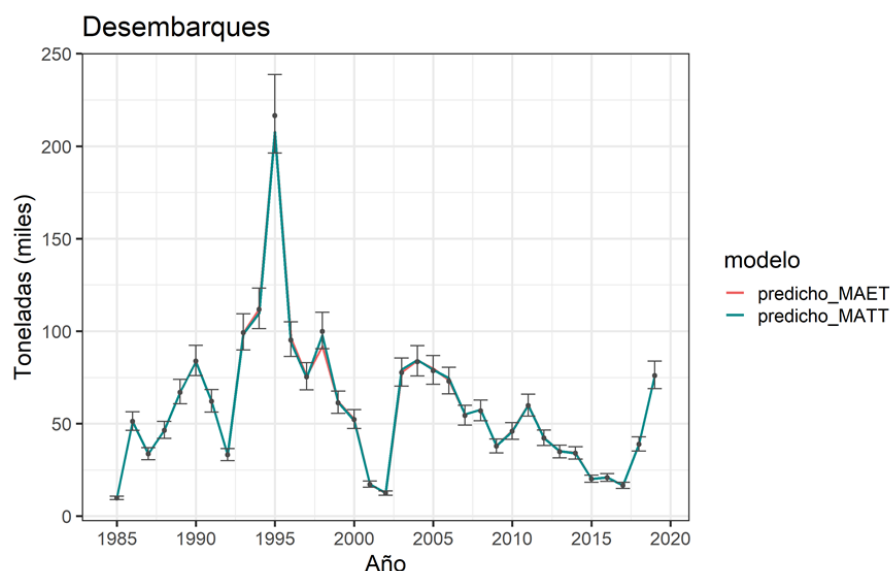 Desembarques
250
200
150
100
50
0
Toneladas (miles)
1985 1990 1995 2000 2005 2010 2015 2020
Año
modelo
predicho_MAET
predicho_MATT